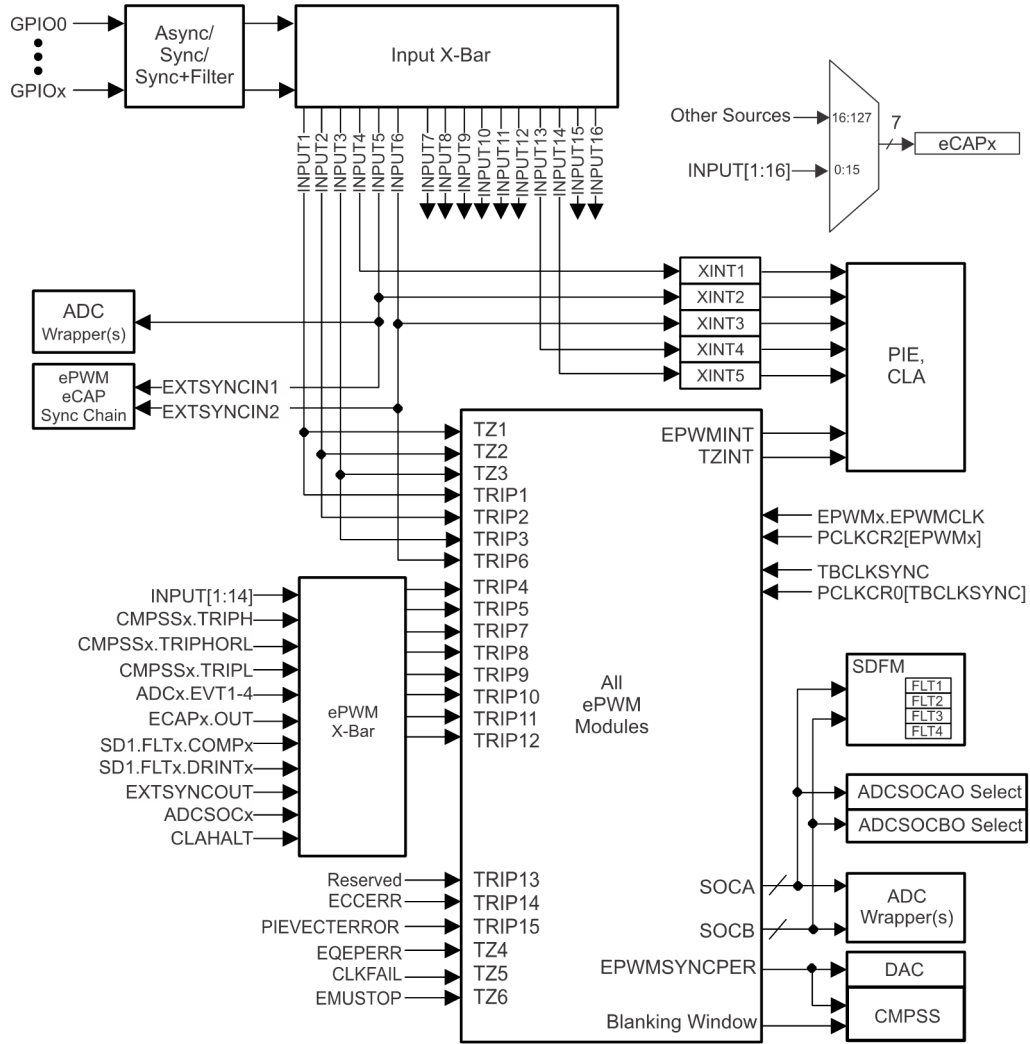 GPIO0
GPIOx
Async/
Sync/
Sync+Filter
Input X-Bar
INPUT1
INPUT2
INPUT3
INPUT4
INPUT5
INPUT6
INPUT7
INPUT8
INPUT9
INPUT10
INPUT11
INPUT12
INPUT13
INPUT14
INPUT15
INPUT16
Other Sources
INPUT[1:16]
16:127
0:15
7
eCAPx
XINT1
XINT2
XINT3
XINT4
XINT5
PIE,
CLA
ADC
Wrapper(s)
ePWM
eCAP
Sync Chain
EXTSYNCIN1
EXTSYNCIN2
TZ1
TZ2
TZ3
TRIP1
TRIP2
TRIP3
TRIP6
TRIP4
TRIP5
TRIP7
TRIP8
TRIP9
TRIP10
TRIP11
TRIP12
EPWMINT
TZINT
EPWMx.EPWMCLK
PCLKCR2[EPWMx]
TBCLKSYNC
PCLKCR0[TBCLKSYNC]
INPUT[1:14]
CMPSSx.TRIPH
CMPSSx.TRIPHORL
CMPSSx.TRIPL
ADCx.EVT1-4
ECAPx.OUT
SD1.FLTx.COMPx
SD1.FLTx.DRINTx
EXTSYNCOUT
ADCSOCx
CLAHALT
ePWM
X-Bar
All
ePWM
Modules
SDFM
FLT1
FLT2
FLT3
FLT4
ADCSOCAO Select
ADCSOCBO Select
Reserved
ECCERR
PIEVECTERROR
EQEPERR
CLKFAIL
EMUSTOP
TRIP13
TRIP14
TRIP15
TZ4
TZ5
TZ6
SOCA
SOCB
EPWMSYNCPER
Blanking Window
ADC
Wrapper(s)
DAC
CMPSS